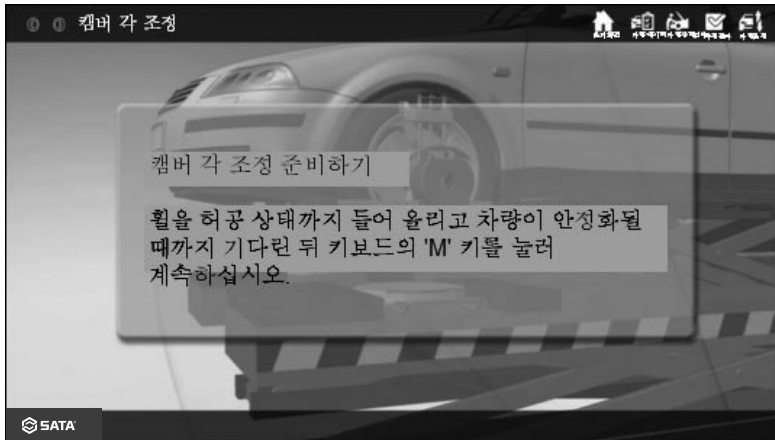 캠버 각 조정
캠버 각 조정 준비하기
휠을 허공 상태까지 들어 올리고 차량이 안정화될
때까지 기다린 뒤 키보드의 'M' 키를 눌러
계속하십시오.
SATA